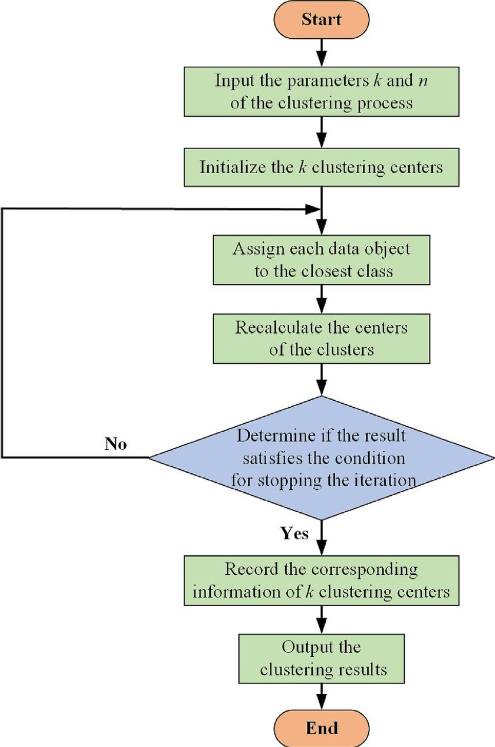 Start
Input the parameters k and n
of the clustering process
Initialize the k clustering centers
Assign each data object
to the closest class
Recalculate the centers
of the clusters
Determine if the result
satisfies the condition
for stopping the iteration
No
Yes
Record the corresponding
information of k clustering centers
Output the
clustering results
End